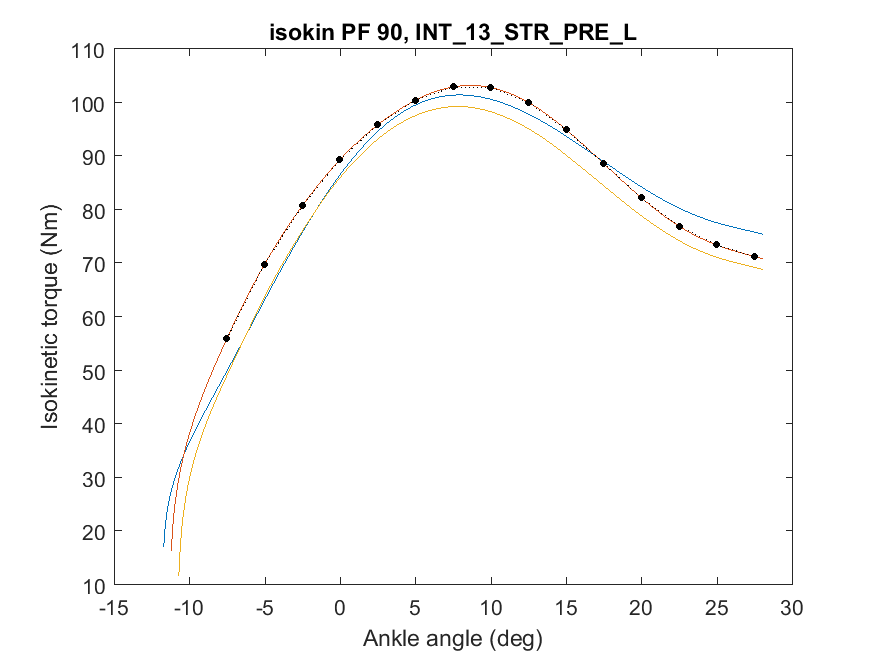 isokin PF 90, INT_13_STR_PRE_L
110
100
90
80
70
60
50
40
30
20
10
Isokinetic torque (Nm)
-15 -10 -5 0 5 10 15 20 25 30
Ankle angle (deg)